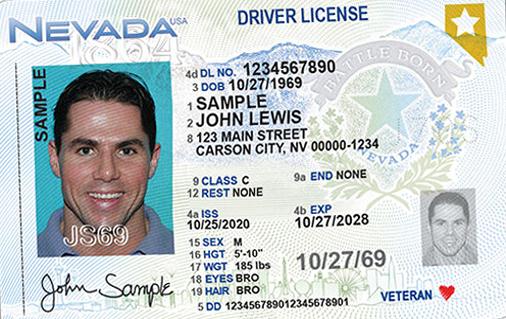 NEVADA USA DRIVER LICENSE
1864
SAMPLE
4d DL NO. 1234567890
3 DOB 10/27/1969
1 SAMPLE
2 JOHN LEWIS
8 123 MAIN STREET
CARSON CITY, NV 00000-1234
BATTLE BORN
NEVADA
9 CLASS C 9a END NONE
12 REST NONE
4a ISS 4b EXP
10/25/2020 10/27/2028
JS69
15 SEX M
16 HGT 5'-10"
17 WGT 185 lbs 10/27/69
18 EYES BRO
19 HAIR BRO
John Sample
5 DD 12345678901234567890­1
VETERAN